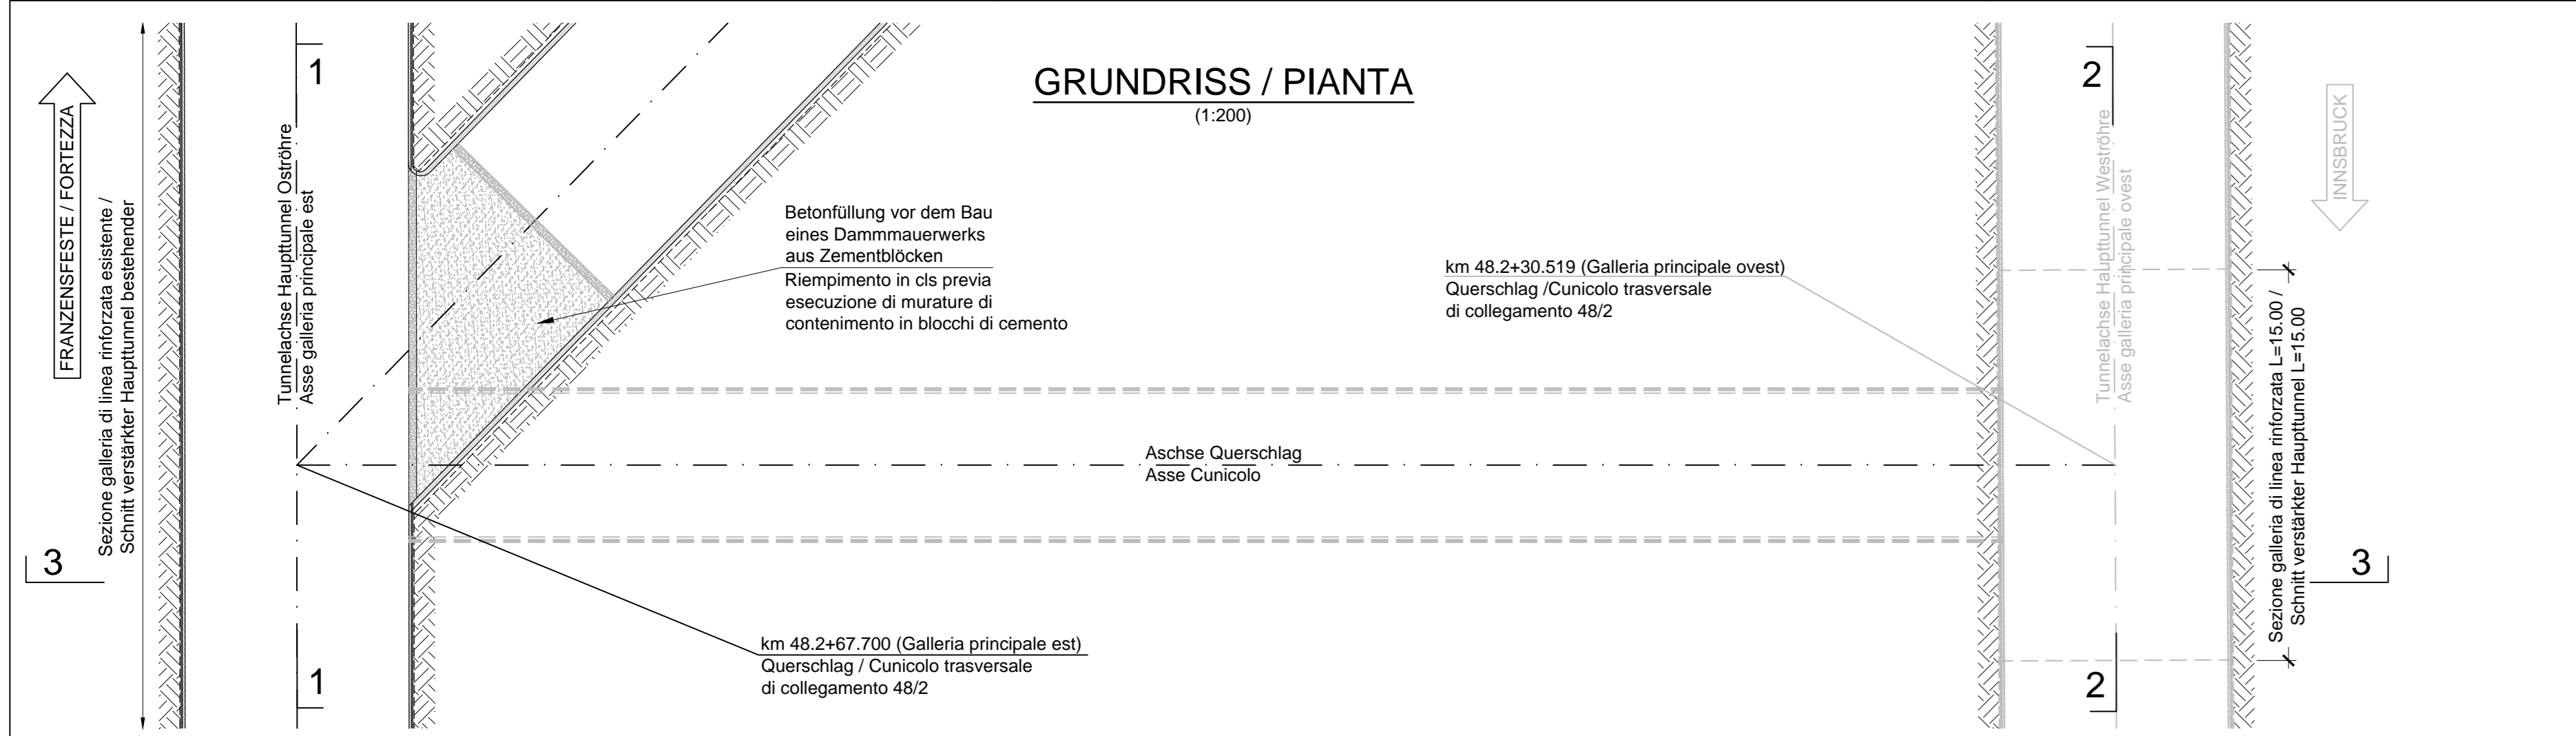 GRUNDRISS / PIANTA
(1:200)
FRANZENSFESTE / FORTEZZA
Sezione galleria di linea rinforzata esistente /
Schnitt verstärkter Haupttunnel bestehender
3
1
Tunnelachse Haupttunnel Oströhre
Asse galleria principale est
1
Betonfüllung vor dem Bau
eines Dammmauerwerks
aus Zementblöcken
Riempimento in cls previa
esecuzione di murature di
contenimento in blocchi di cemento
km 48.2+30.519 (Galleria principale ovest)
Querschlag /Cunicolo trasversale
di collegamento 48/2
Aschse Querschlag
Asse Cunicolo
km 48.2+67.700 (Galleria principale est)
Querschlag / Cunicolo trasversale
di collegamento 48/2
2
Tunnelachse Haupttunnel Weströhre
Asse galleria principale ovest
2
INNSBRUCK
Sezione galleria di linea rinforzata L=15.00 /
Schnitt verstärkter Haupttunnel L=15.00
3